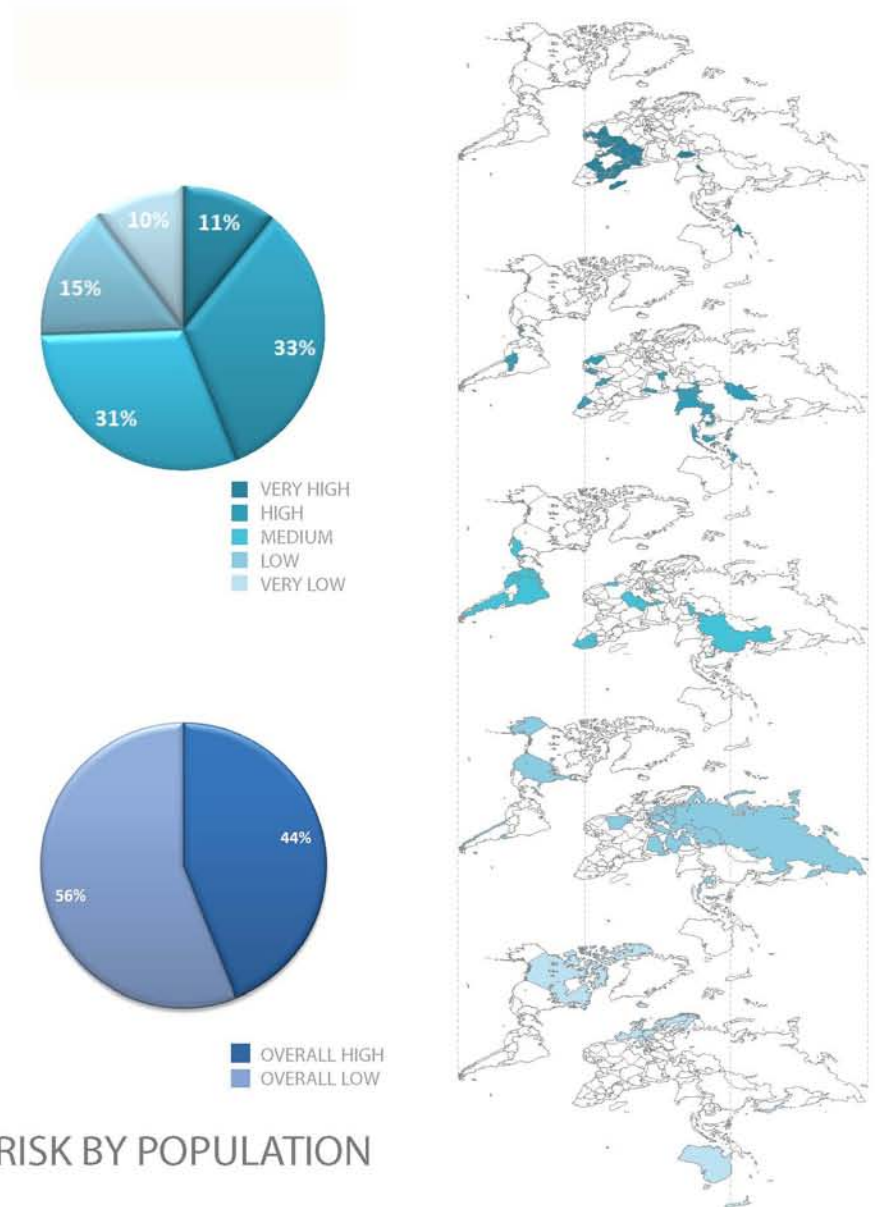 10%
11%
15%
33%
31%
VERY HIGH
HIGH
MEDIUM
LOW
VERY LOW
44%
56%
OVERALL HIGH
OVERALL LOW
RISK BY POPULATION